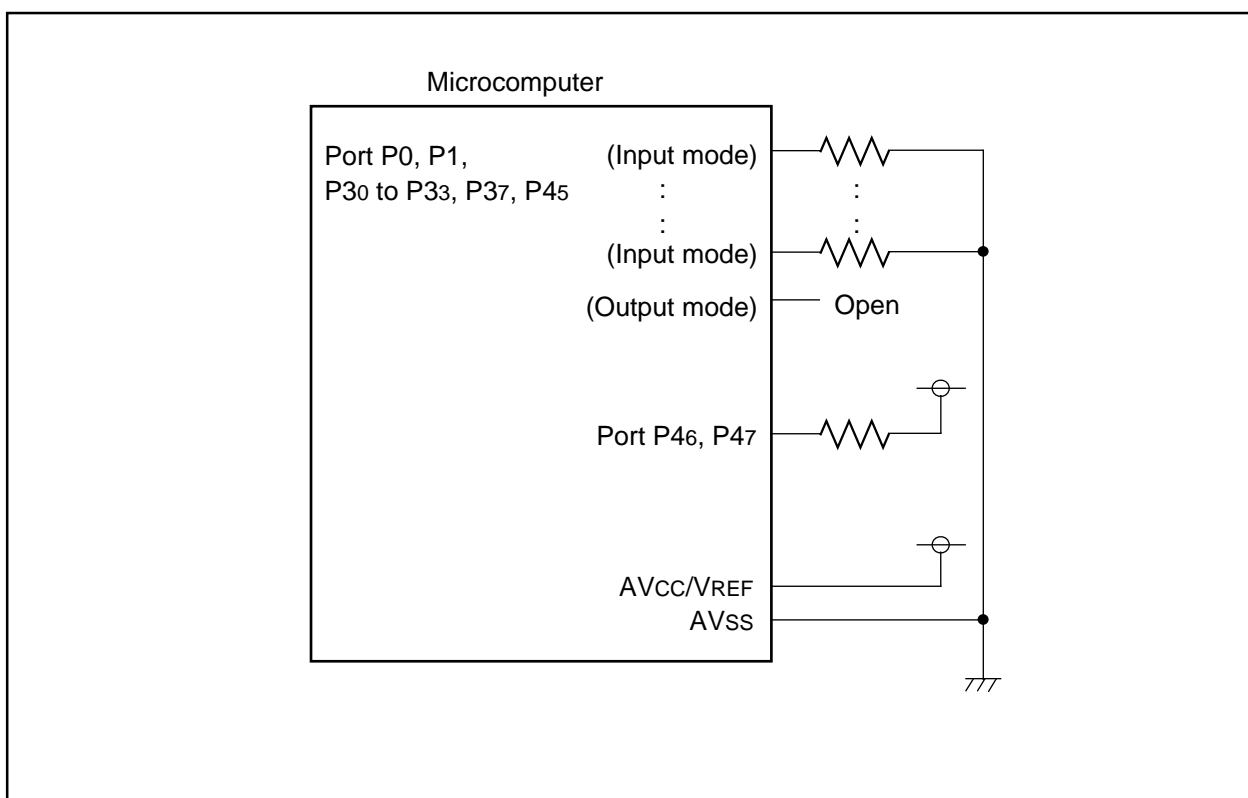 Microcomputer
Port P0, P1, (Input mode)
P30 to P33, P37, P45 : :
: :
(Input mode)
(Output mode) Open
Port P46, P47
AVCC/VREF
AVSS